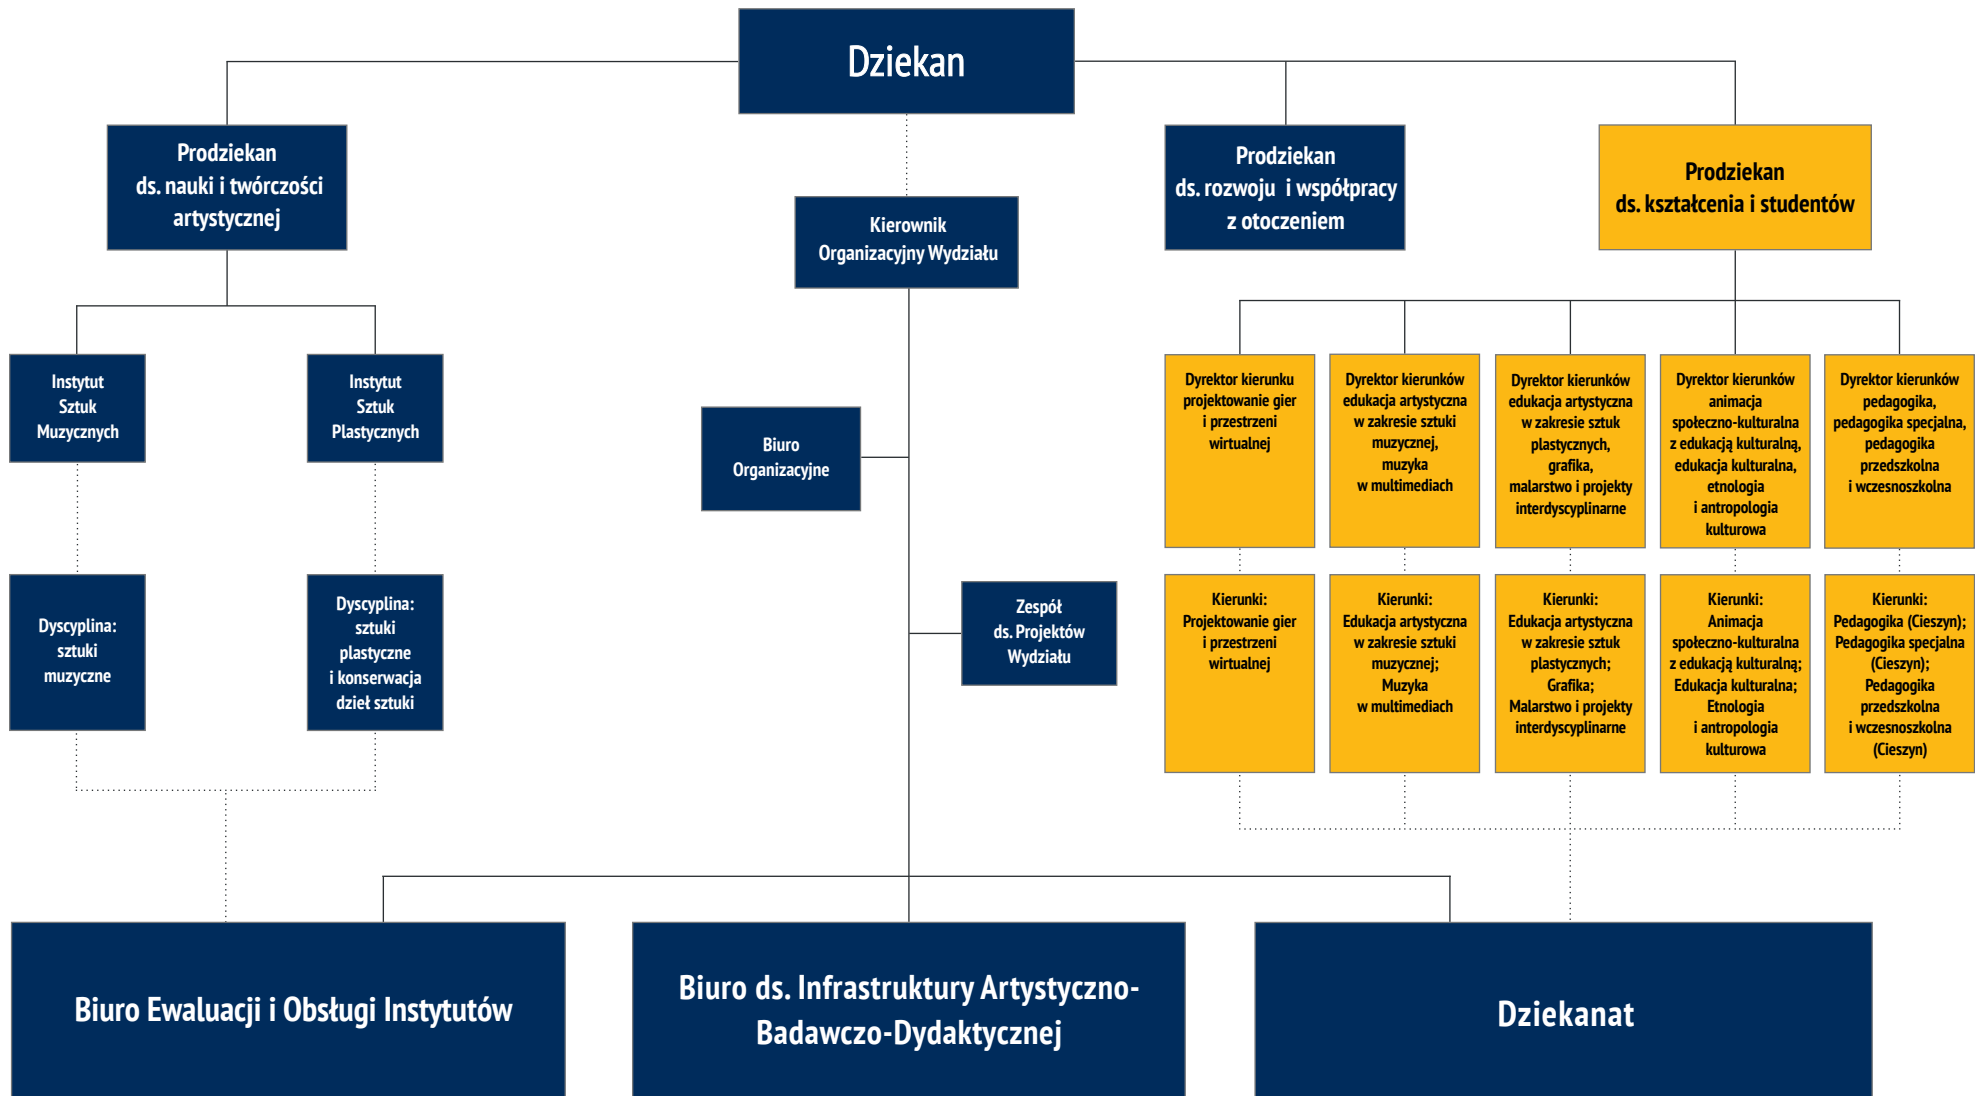 Dziekan
Prodziekan
ds. nauki i twórczości
artystycznej
Kierownik
Organizacyjny Wydziału
Prodziekan
ds. rozwoju i współpracy
z otoczeniem
Prodziekan
ds. kształcenia i studentów
Instytut
Sztuk
Muzycznych
Instytut
Sztuk
Plastycznych
Biuro
Organizacyjne
Dyrektor kierunku
projektowanie gier
i przestrzeni
wirtualnej
Dyrektor kierunków
edukacja artystyczna
w zakresie sztuki
muzycznej,
muzyka
w multimediach
Dyrektor kierunków
edukacja artystyczna
w zakresie sztuk
plastycznych,
grafika,
malarstwo i projekty
interdyscyplinarne
Dyrektor kierunków
animacja
społeczno-kulturalna
z edukacją kulturalną,
edukacja kulturalna,
etnologia
i antropologia
kulturowa
Dyrektor kierunków
pedagogika,
pedagogika specjalna,
pedagogika
przedszkolna
i wczesnoszkolna
Dyscyplina:
sztuki
muzyczne
Dyscyplina:
sztuki
plastyczne
i konserwacja
dzieł sztuki
Zespół
ds. Projektów
Wydziału
Kierunki:
Projektowanie gier
i przestrzeni
wirtualnej
Kierunki:
Edukacja artystyczna
w zakresie sztuki
muzycznej;
Muzyka
w multimediach
Kierunki:
Edukacja artystyczna
w zakresie sztuk
plastycznych;
Grafika;
Malarstwo i projekty
interdyscyplinarne
Kierunki:
Animacja
społeczno-kulturalna
z edukacją kulturalną;
Edukacja kulturalna;
Etnologia
i antropologia
kulturowa
Kierunki:
Pedagogika (Cieszyn);
Pedagogika specjalna
(Cieszyn);
Pedagogika
przedszkolna
i wczesnoszkolna
(Cieszyn)
Biuro Ewaluacji i Obsługi Instytutów
Biuro ds. Infrastruktury Artystyczno-
Badawczo-Dydaktycznej
Dziekanat